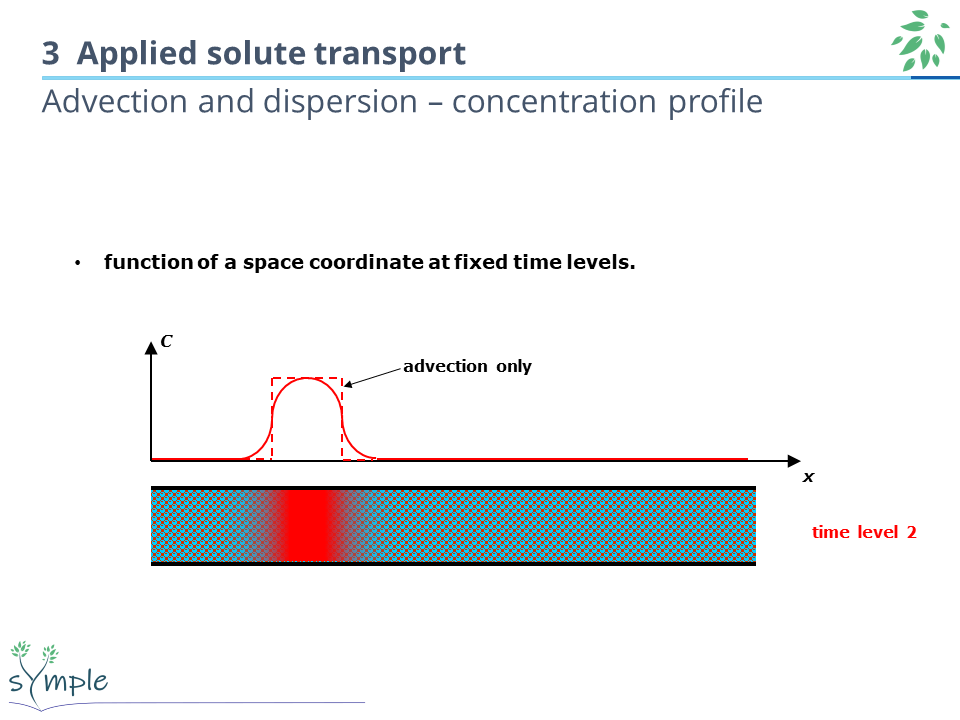 3 Applied solute transport
Advection and dispersion – concentration profile
• function of a space coordinate at fixed time levels.
C
advection only
x
time level 2
sYmple